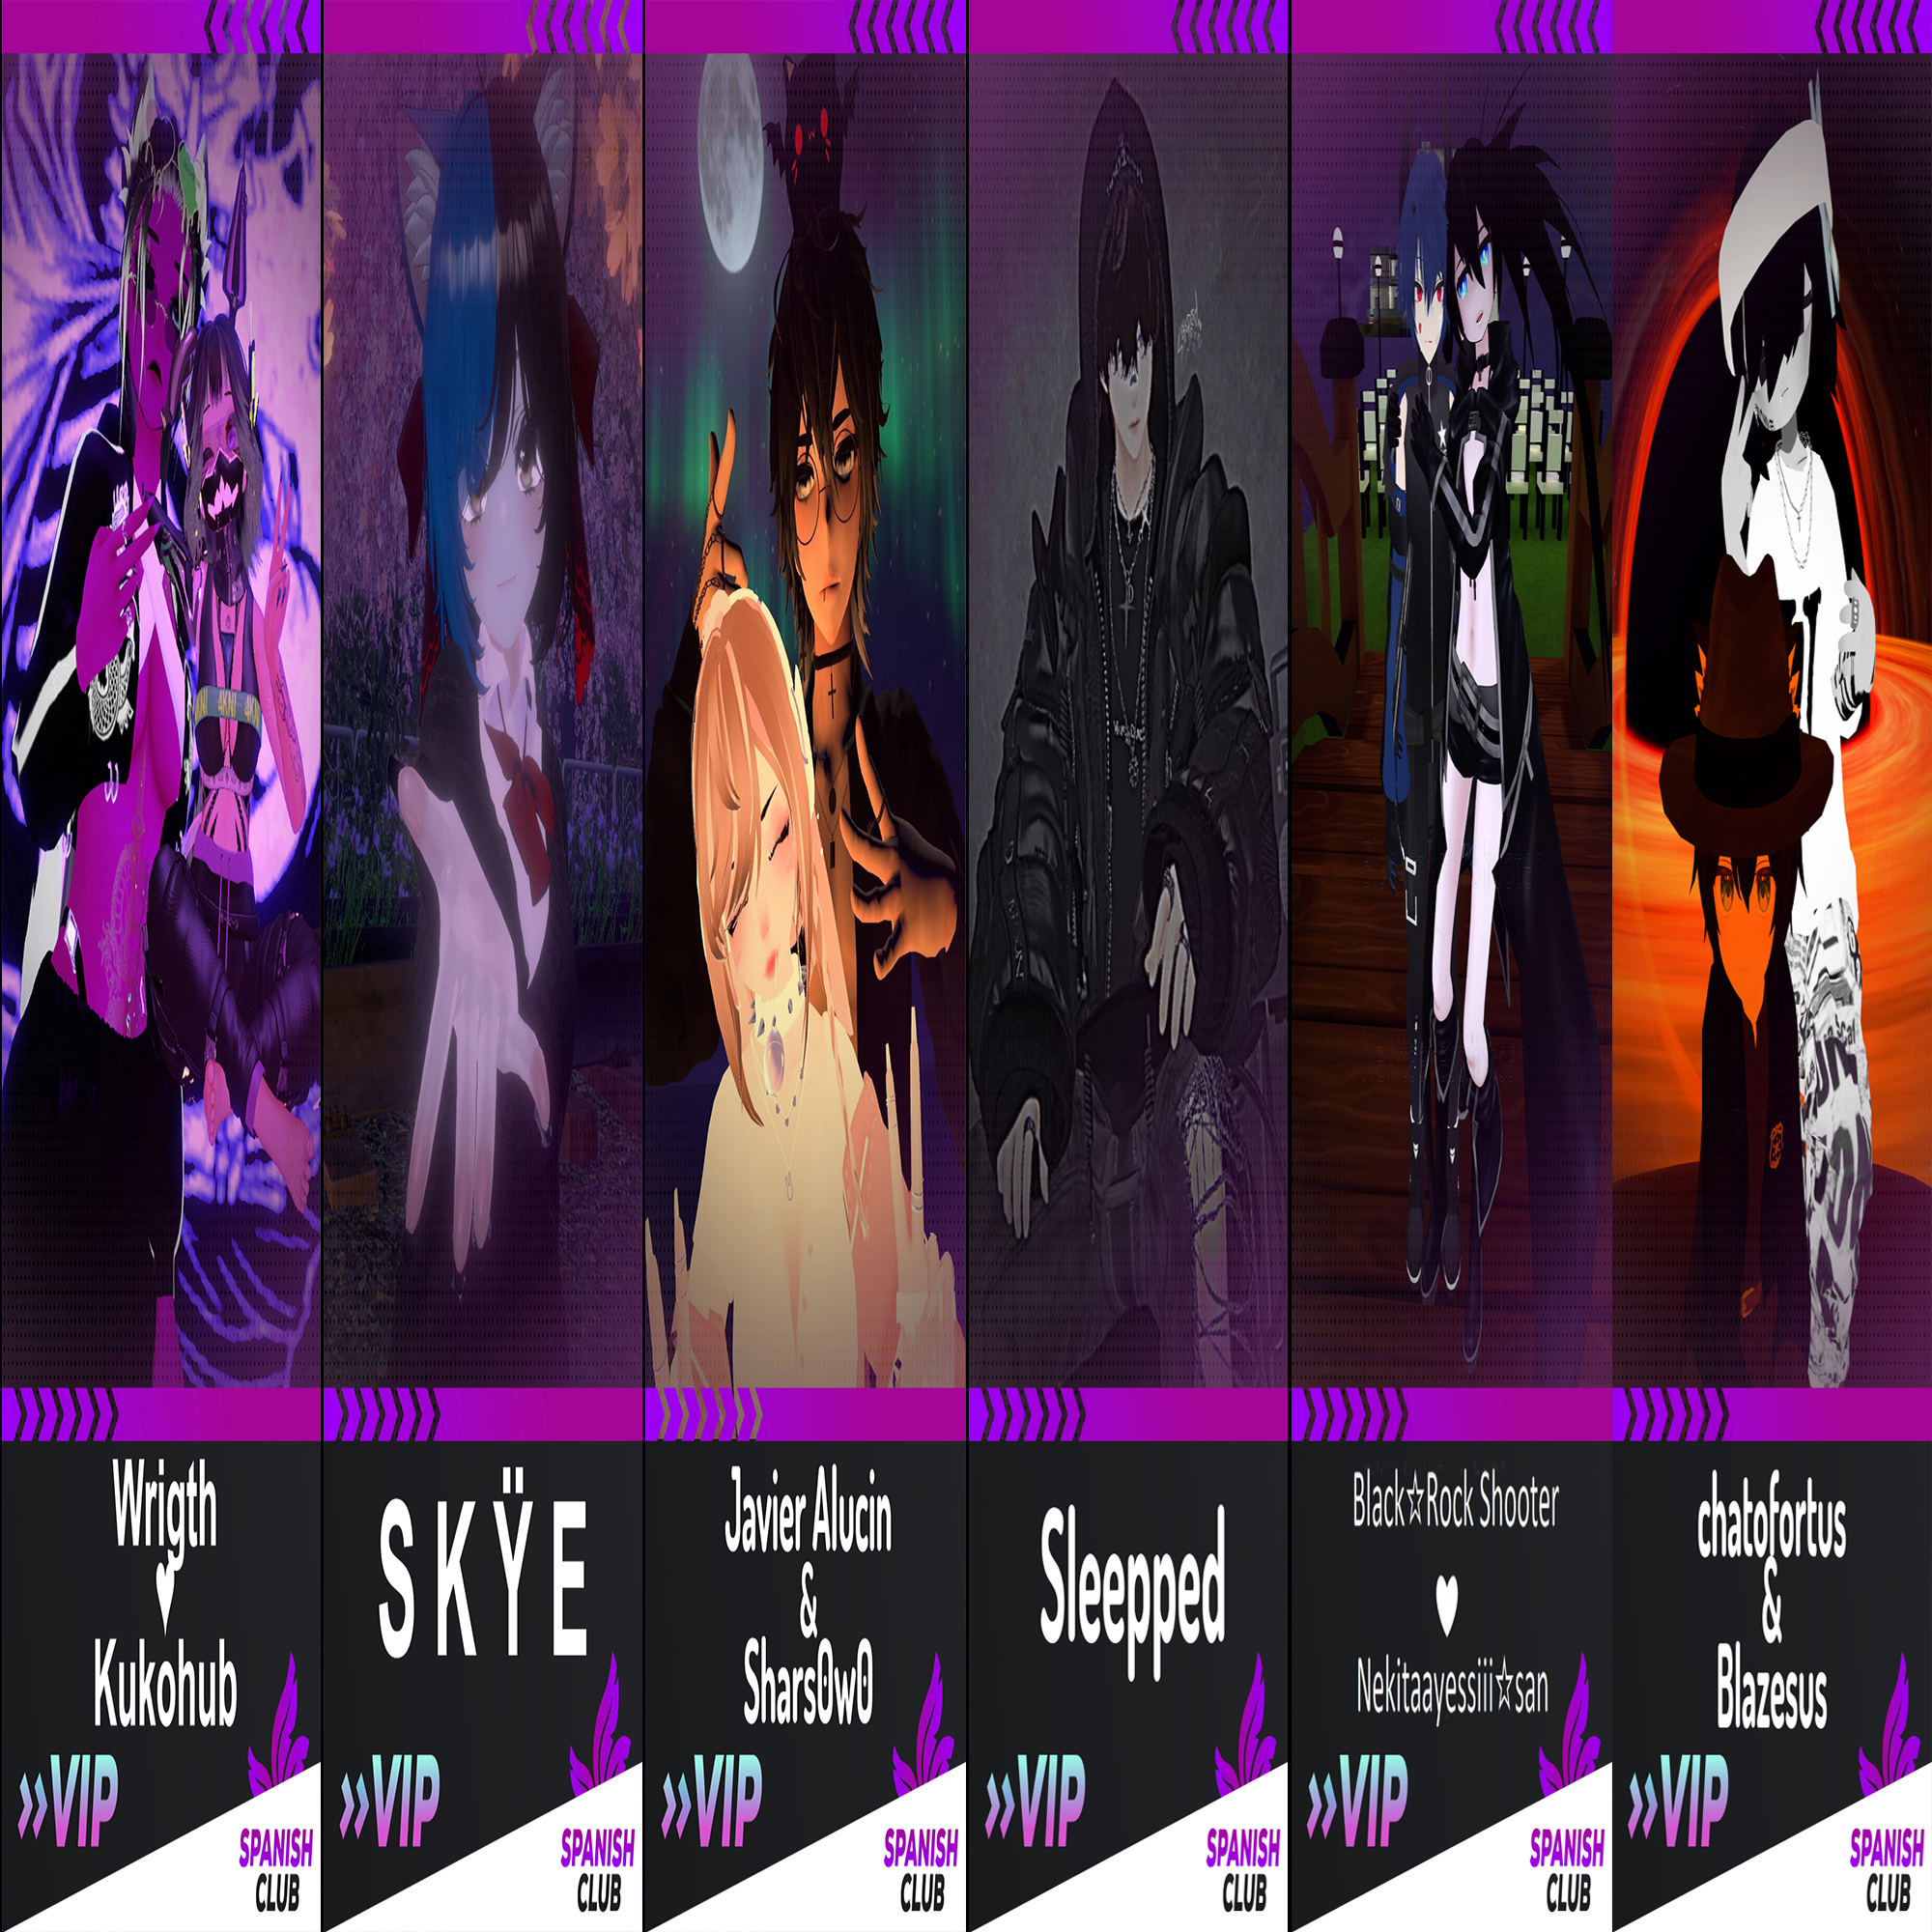 Wrigth
♥
Kukohub
»VIP
SPANISH
CLUB
SKŸE
»VIP
SPANISH
CLUB
Javier Alucin
&
Shars0w0
»VIP
SPANISH
CLUB
Sleepped
»VIP
SPANISH
CLUB
Black☆Rock Shooter
♥
Nekitaayessiii☆san
»VIP
SPANISH
CLUB
chatofortus
&
Blazesus
»VIP
SPANISH
CLUB